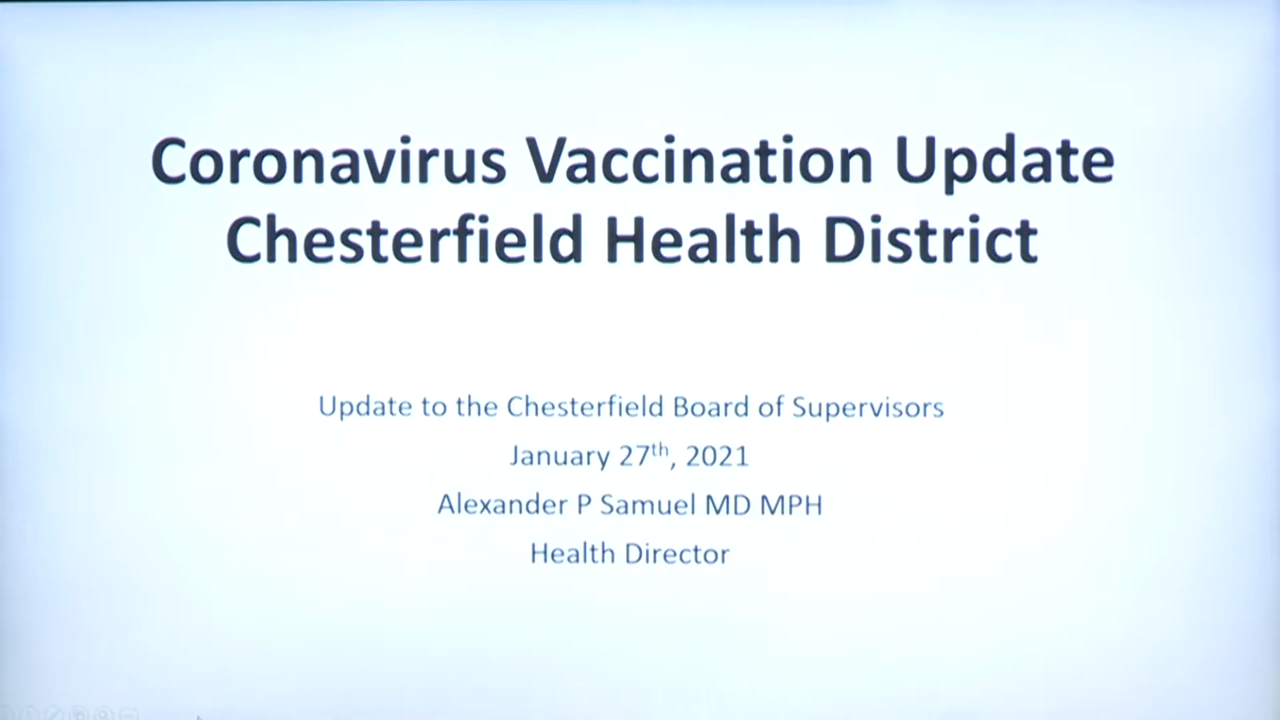 Coronavirus Vaccination Update
Chesterfield Health District
Update to the Chesterfield Board of Supervisors
January 27th, 2021
Alexander P Samuel MD MPH
Health Director